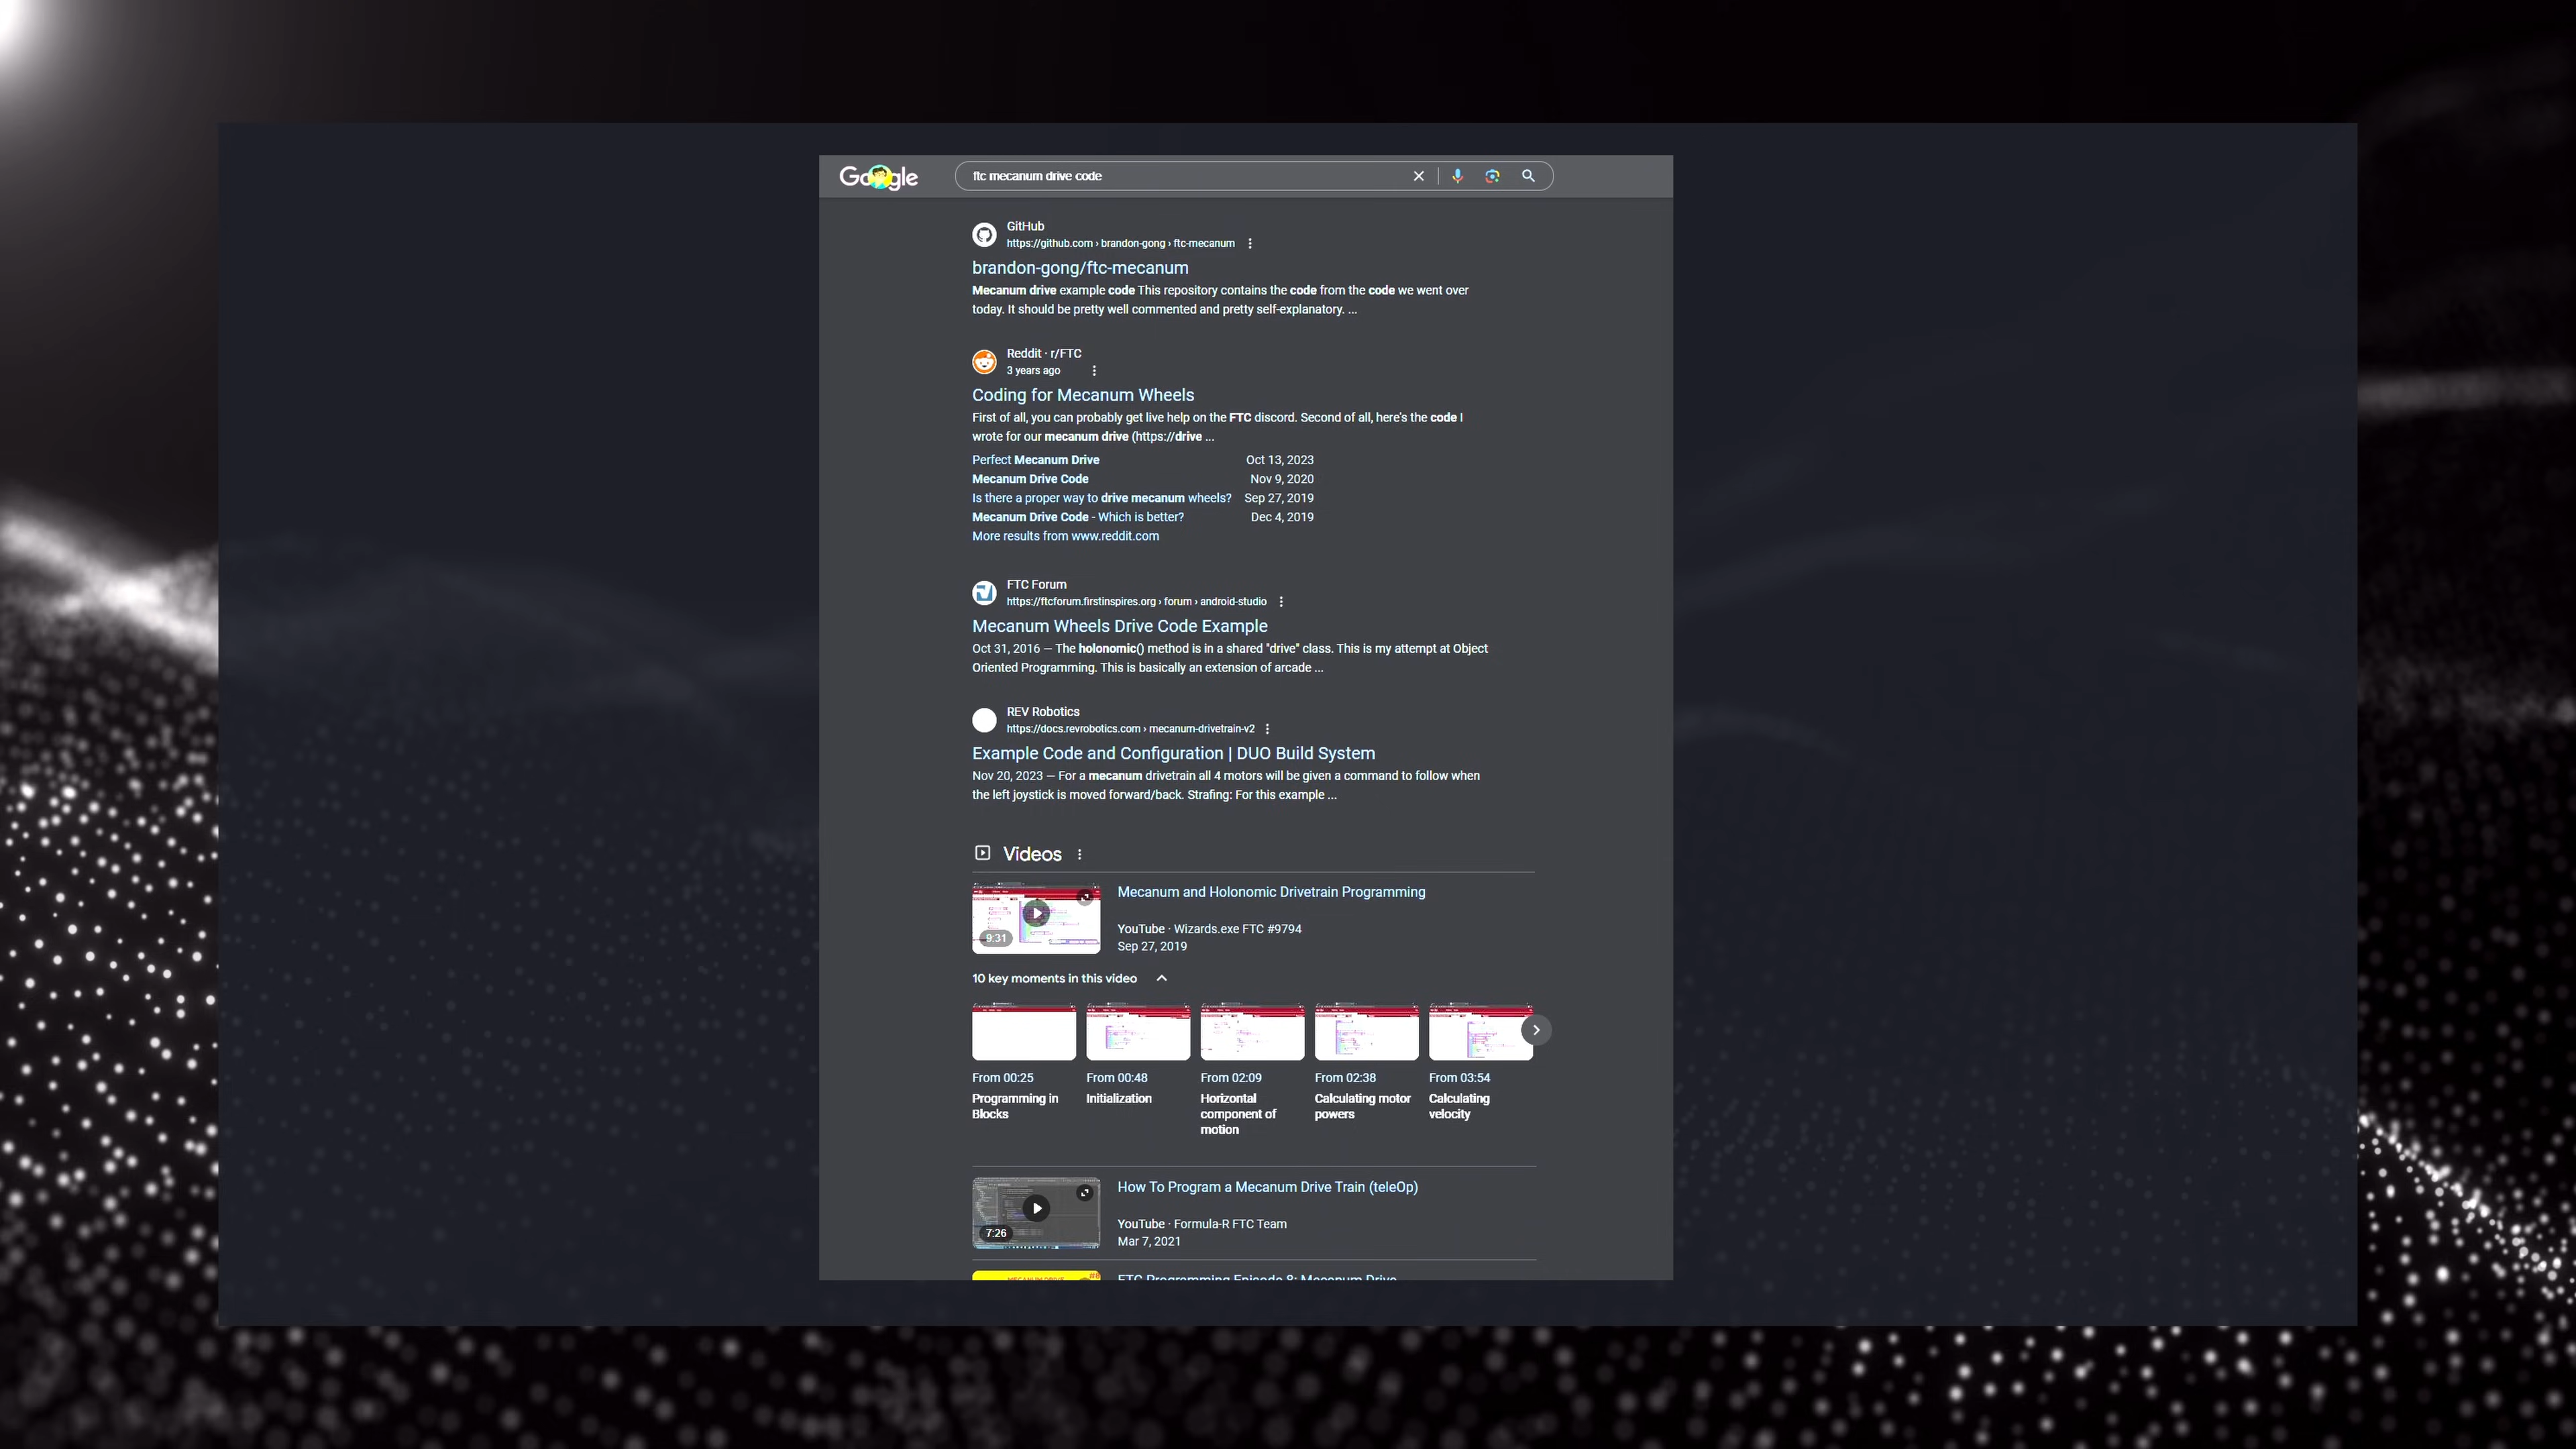 Google
ftc mecanum drive code
GitHub
https://github.com › brandon-gong › ftc-mecanum
brandon-gong/ftc-mecanum
Mecanum drive example code This repository contains the code from the code we went over
today. It should be pretty well commented and pretty self-explanatory. ...
Reddit · r/FTC
3 years ago
Coding for Mecanum Wheels
First of all, you can probably get live help on the FTC discord. Second of all, here's the code I
wrote for our mecanum drive (https://drive ...
Perfect Mecanum Drive Oct 13, 2023
Mecanum Drive Code Nov 9, 2020
Is there a proper way to drive mecanum wheels? Sep 27, 2019
Mecanum Drive Code - Which is better? Dec 4, 2019
More results from www.reddit.com
FTC Forum
https://ftcforum.firstinspires.org › forum › android-studio
Mecanum Wheels Drive Code Example
Oct 31, 2016 — The holonomic() method is in a shared "drive" class. This is my attempt at Object
Oriented Programming. This is basically an extension of arcade ...
REV Robotics
https://docs.revrobotics.com › mecanum-drivetrain-v2
Example Code and Configuration | DUO Build System
Nov 20, 2023 — For a mecanum drivetrain all 4 motors will be given a command to follow when
the left joystick is moved forward/back. Strafing: For this example ...
Videos
Mecanum and Holonomic Drivetrain Programming
YouTube · Wizards.exe FTC #9794
9:31
Sep 27, 2019
10 key moments in this video
From 00:25 From 00:48 From 02:09 From 02:38 From 03:54
Programming in Initialization Horizontal Calculating motor Calculating
Blocks component of powers velocity
motion
How To Program a Mecanum Drive Train (teleOp)
YouTube · Formula-R FTC Team
7:26
Mar 7, 2021
FTC Programming Episode 8: Mecanum Drive